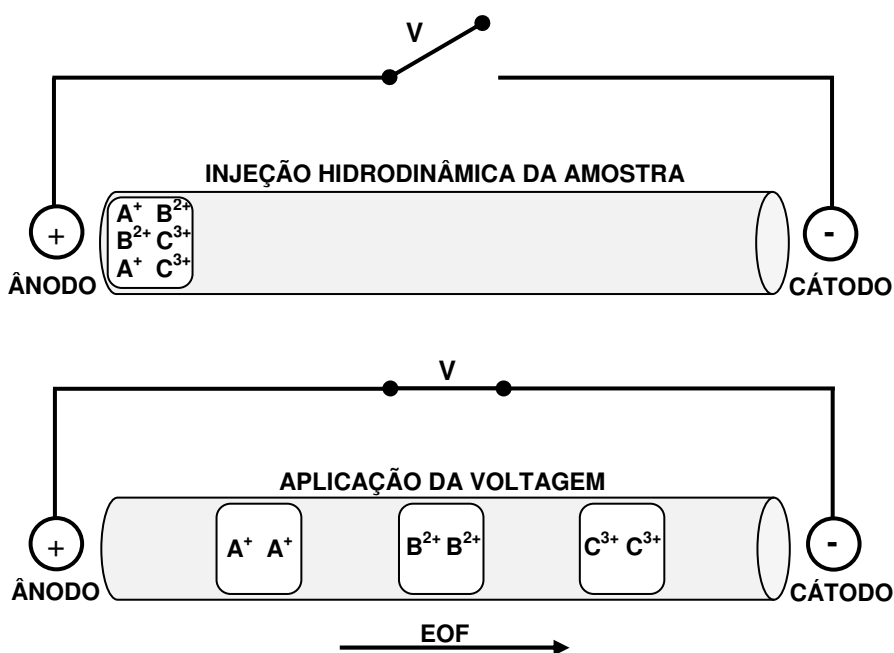 V
INJEÇÃO HIDRODINÂMICA DA AMOSTRA
A⁺ B²⁺
B²⁺ C³⁺
A⁺ C³⁺
+
-
ÂNODO
CÁTODO
V
APLICAÇÃO DA VOLTAGEM
+
A⁺ A⁺
B²⁺ B²⁺
C³⁺ C³⁺
-
ÂNODO
CÁTODO
EOF